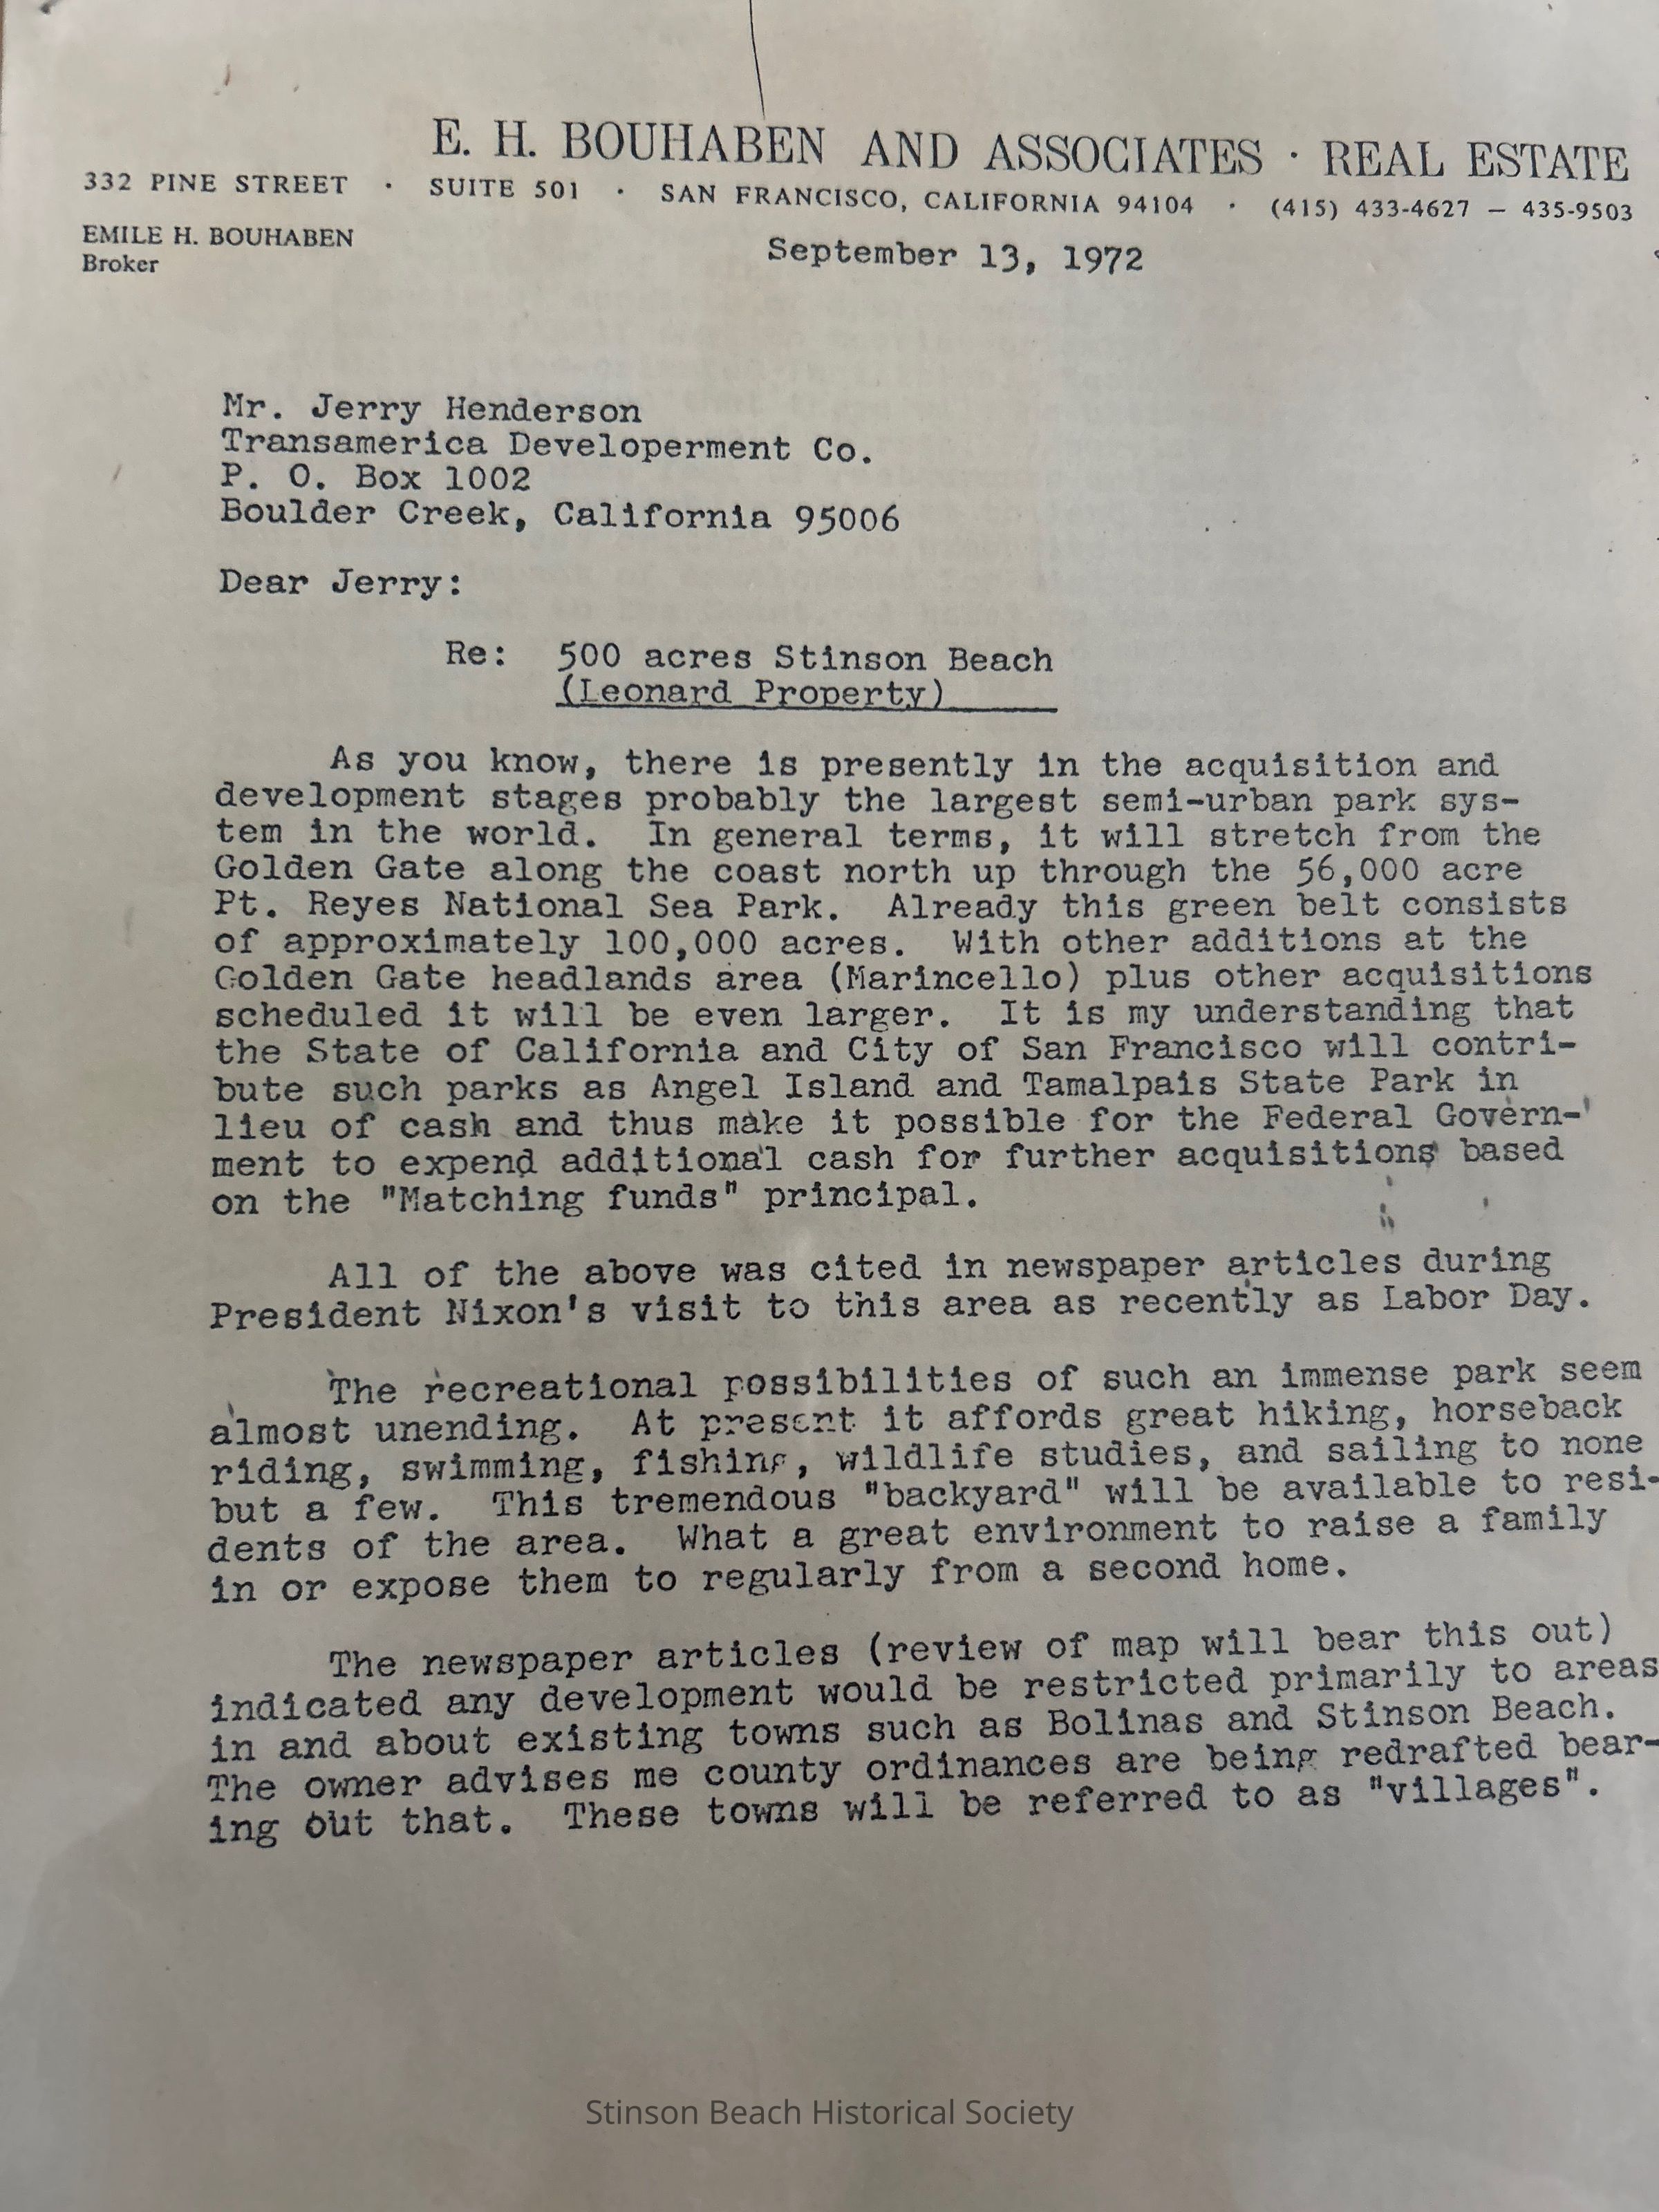 E. H. BOUHABEN AND ASSOCIATES · REAL ESTATE
332 PINE STREET · SUITE 501 · SAN FRANCISCO, CALIFORNIA 94104 · (415) 433-4627 — 435-9503
EMILE H. BOUHABEN
Broker
September 13, 1972
Mr. Jerry Henderson
Transamerica Developerment Co.
P. O. Box 1002
Boulder Creek, California 95006
Dear Jerry:
Re: 500 acres Stinson Beach
(Leonard Property)
As you know, there is presently in the acquisition and
development stages probably the largest semi-urban park sys-
tem in the world. In general terms, it will stretch from the
Golden Gate along the coast north up through the 56,000 acre
Pt. Reyes National Sea Park. Already this green belt consists
of approximately 100,000 acres. With other additions at the
Golden Gate headlands area (Marincello) plus other acquisitions
scheduled it will be even larger. It is my understanding that
the State of California and City of San Francisco will contri-
bute such parks as Angel Island and Tamalpais State Park in
lieu of cash and thus make it possible for the Federal Govern-
ment to expend additional cash for further acquisitions based
on the "Matching funds" principal.
All of the above was cited in newspaper articles during
President Nixon's visit to this area as recently as Labor Day.
The recreational possibilities of such an immense park seem
almost unending. At present it affords great hiking, horseback
riding, swimming, fishing, wildlife studies, and sailing to none
but a few. This tremendous "backyard" will be available to resi-
dents of the area. What a great environment to raise a family
in or expose them to regularly from a second home.
The newspaper articles (review of map will bear this out)
indicated any development would be restricted primarily to areas
in and about existing towns such as Bolinas and Stinson Beach.
The owner advises me county ordinances are being redrafted bear-
ing out that. These towns will be referred to as "villages".
Stinson Beach Historical Society